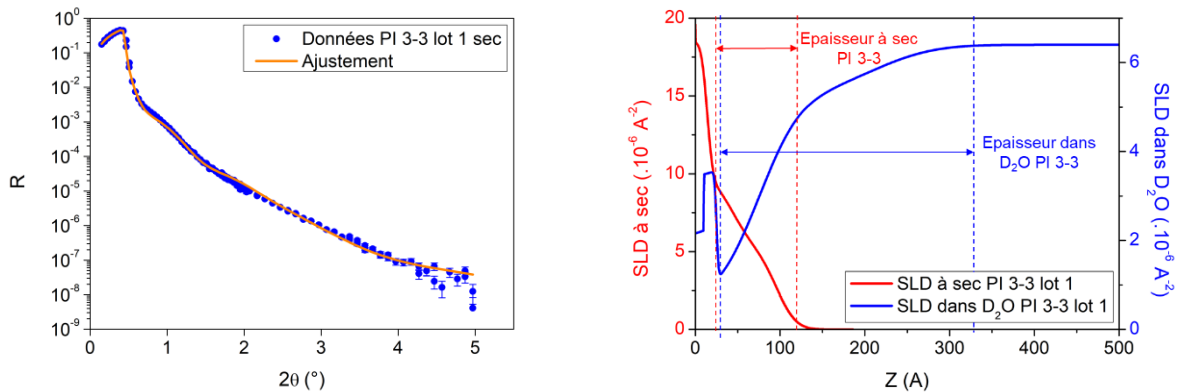 10^0
10^-1
10^-2
10^-3
10^-4
10^-5
10^-6
10^-7
10^-8
10^-9
R
Données PI 3-3 lot 1 sec
Ajustement
0 1 2 3 4 5
2θ (°)
20
15
10
5
0
SLD à sec (.10^-6 A^-2)
Epaisseur à sec
PI 3-3
Epaisseur dans
D2O PI 3-3
SLD à sec PI 3-3 lot 1
SLD dans D2O PI 3-3 lot 1
6
4
2
0
SLD dans D2O (.10^-6 A^-2)
0 100 200 300 400 500
Z (A)